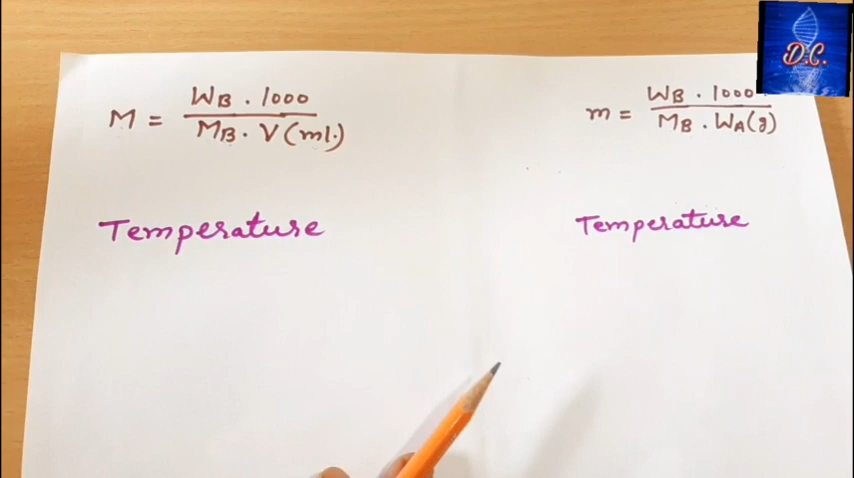 M = WB . 1000 / MB . V(ml.)
m = WB . 1000 / MB . WA(g)
Temperature
Temperature
D.C.